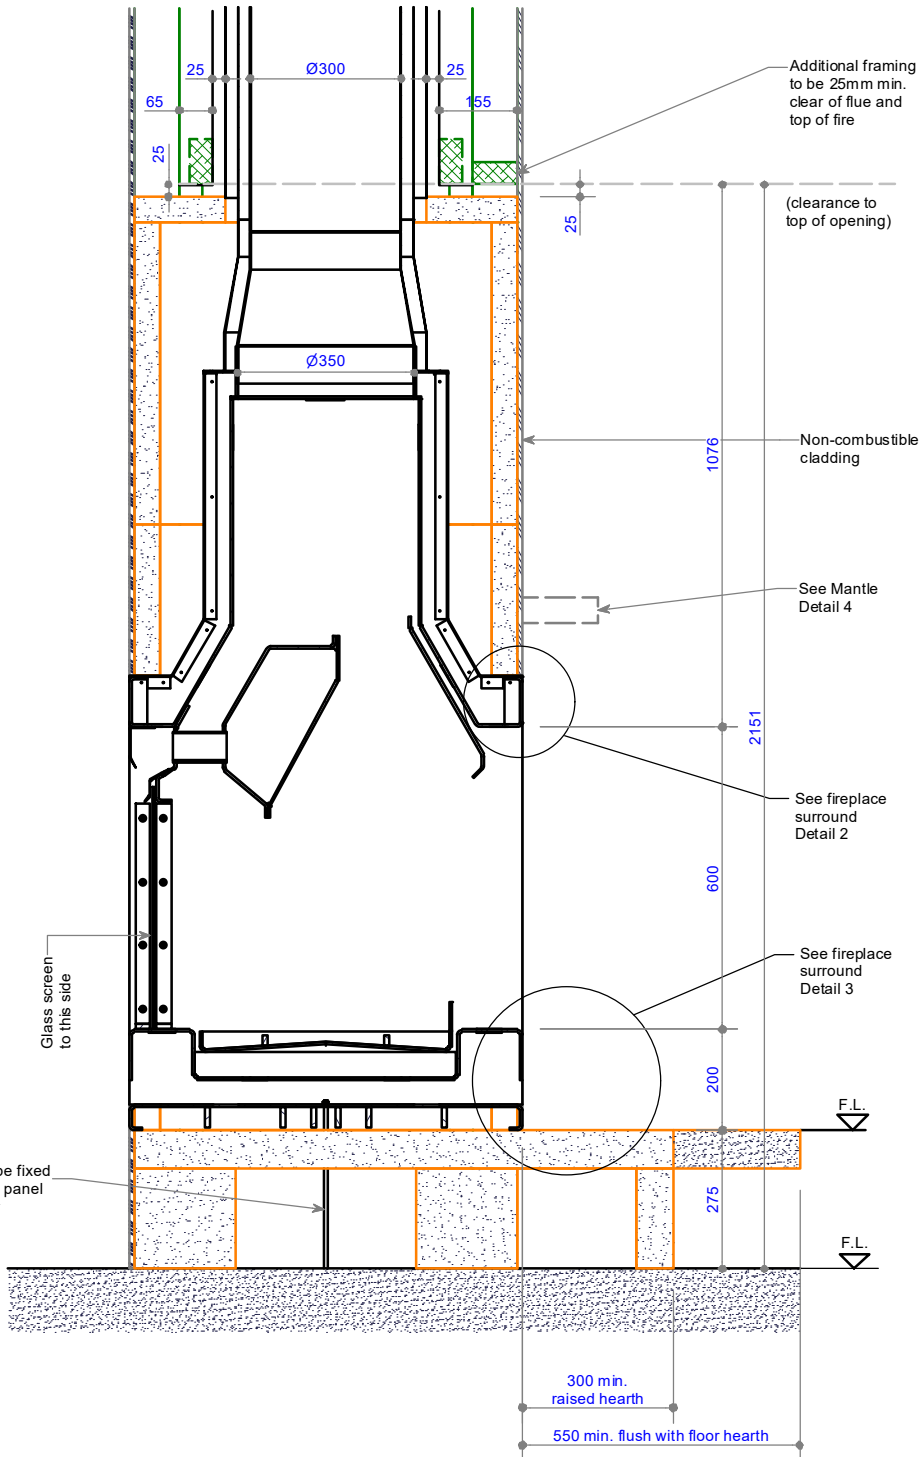 Additional framing
to be 25mm min.
clear of flue and
top of fire
25
Ø300
25
65
155
25
25
(clearance to
top of opening)
Ø350
1076
Non-combustible
cladding
See Mantle
Detail 4
2151
See fireplace
surround
Detail 2
600
Glass screen
to this side
See fireplace
surround
Detail 3
200
F.L.
be fixed
panel
275
F.L.
300 min.
raised hearth
550 min. flush with floor hearth